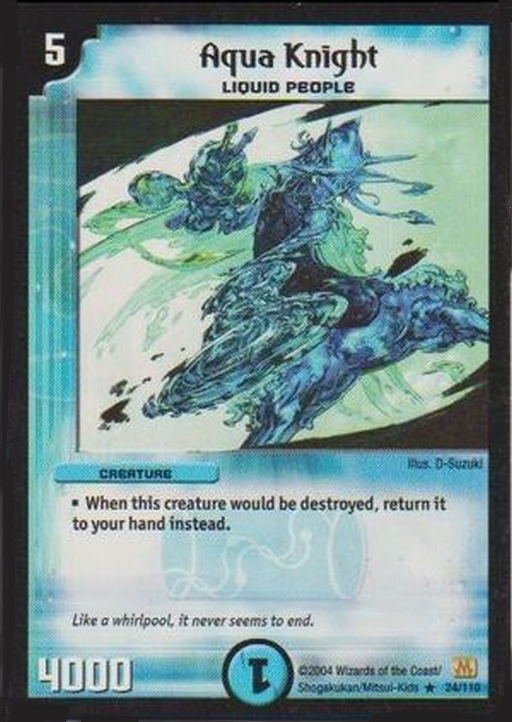 5
Aqua Knight
LIQUID PEOPLE
Illus. D-Suzuki
CREATURE
▪ When this creature would be destroyed, return it
to your hand instead.
Like a whirlpool, it never seems to end.
4000
1
©2004 Wizards of the Coast/
Shogakukan/Mitsui-Kids ★ 24/110
M